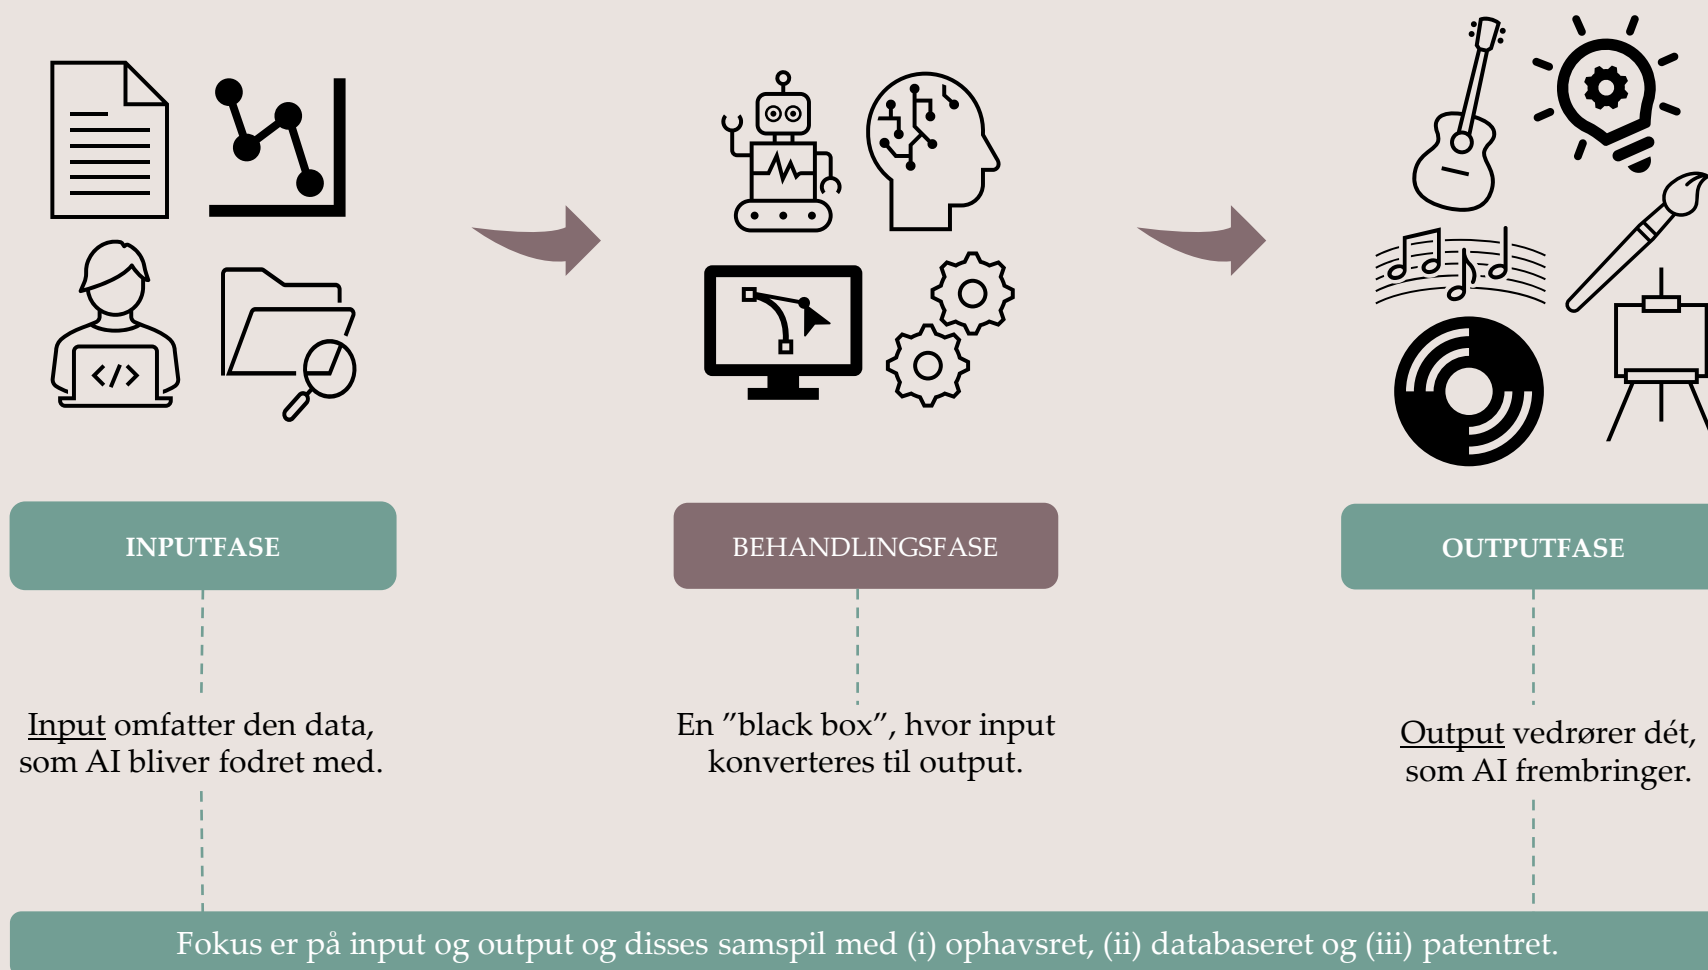 </>
INPUTFASE
BEHANDLINGSFASE
OUTPUTFASE
Input omfatter den data,
som AI bliver fodret med.
En ”black box”, hvor input
konverteres til output.
Output vedrører dét,
som AI frembringer.
Fokus er på input og output og disses samspil med (i) ophavsret, (ii) databaseret og (iii) patentret.